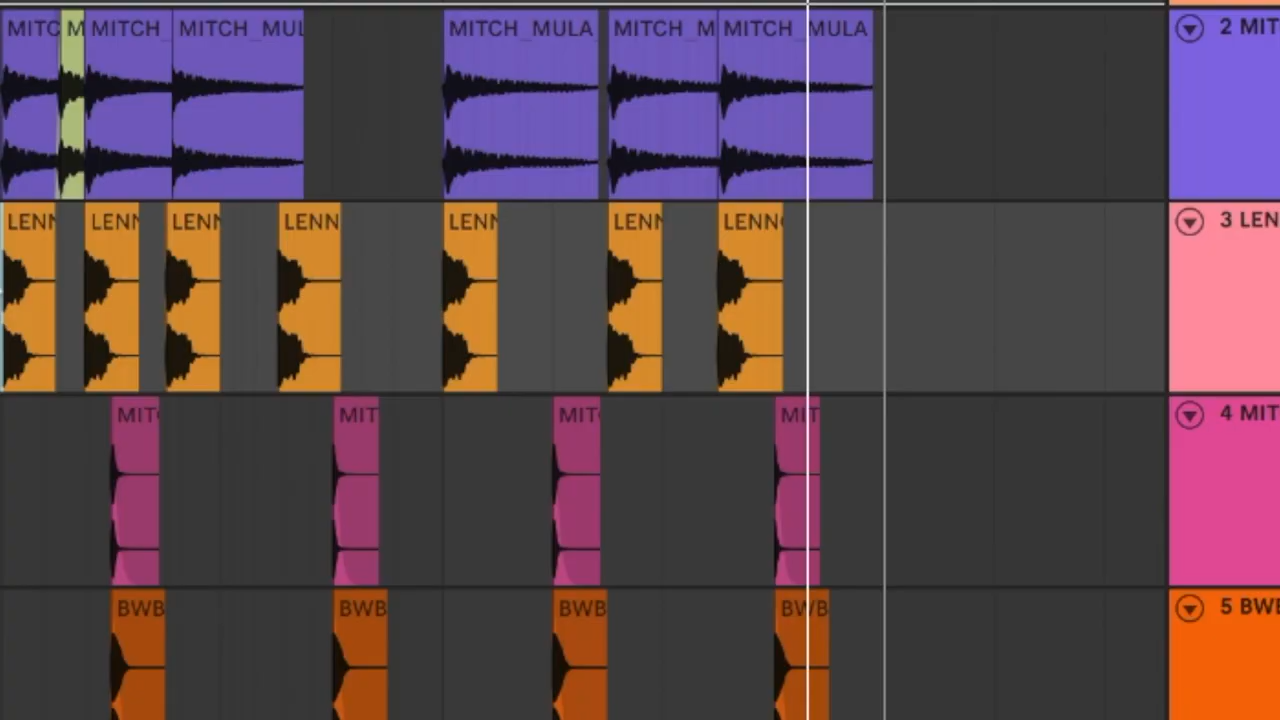 MITC M MITCH_ MITCH_MUL MITCH_MULA MITCH_M MITCH_MULA 2 MIT
LENN LENN LENN LENN LENN LENN LENN 3 LEN
MIT MIT MIT MIT 4 MIT
BWB BWB BWB BWB 5 BWB